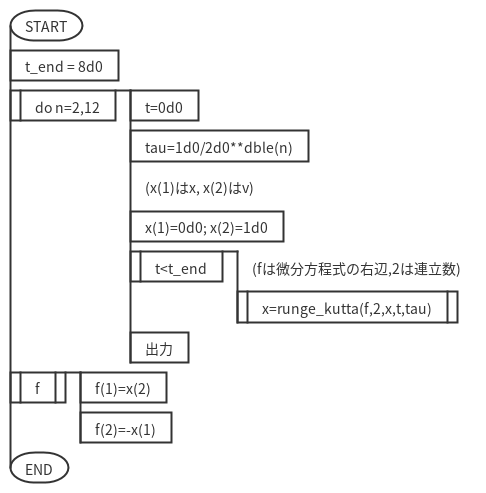 START
t_end = 8d0
do n=2,12
t=0d0
tau=1d0/2d0**dble(n)
(x(1)はx, x(2)はv)
x(1)=0d0; x(2)=1d0
t<t_end
(fは微分方程式の右辺,2は連立数)
x=runge_kutta(f,2,x,t,tau)
出力
f
f(1)=x(2)
f(2)=-x(1)
END